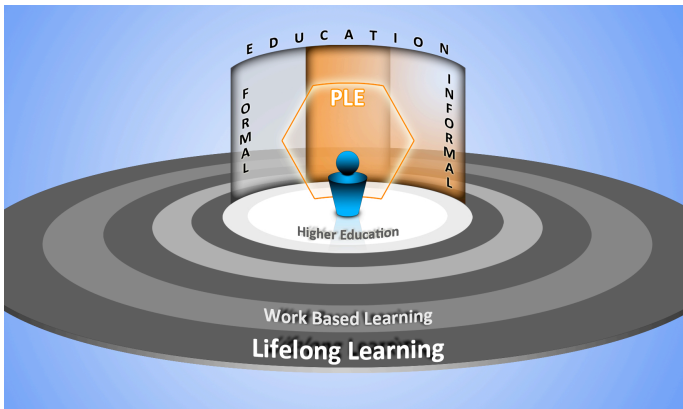 EDUCATION
FORMAL
PLE
INFORMAL
Higher Education
Work Based Learning
Lifelong Learning